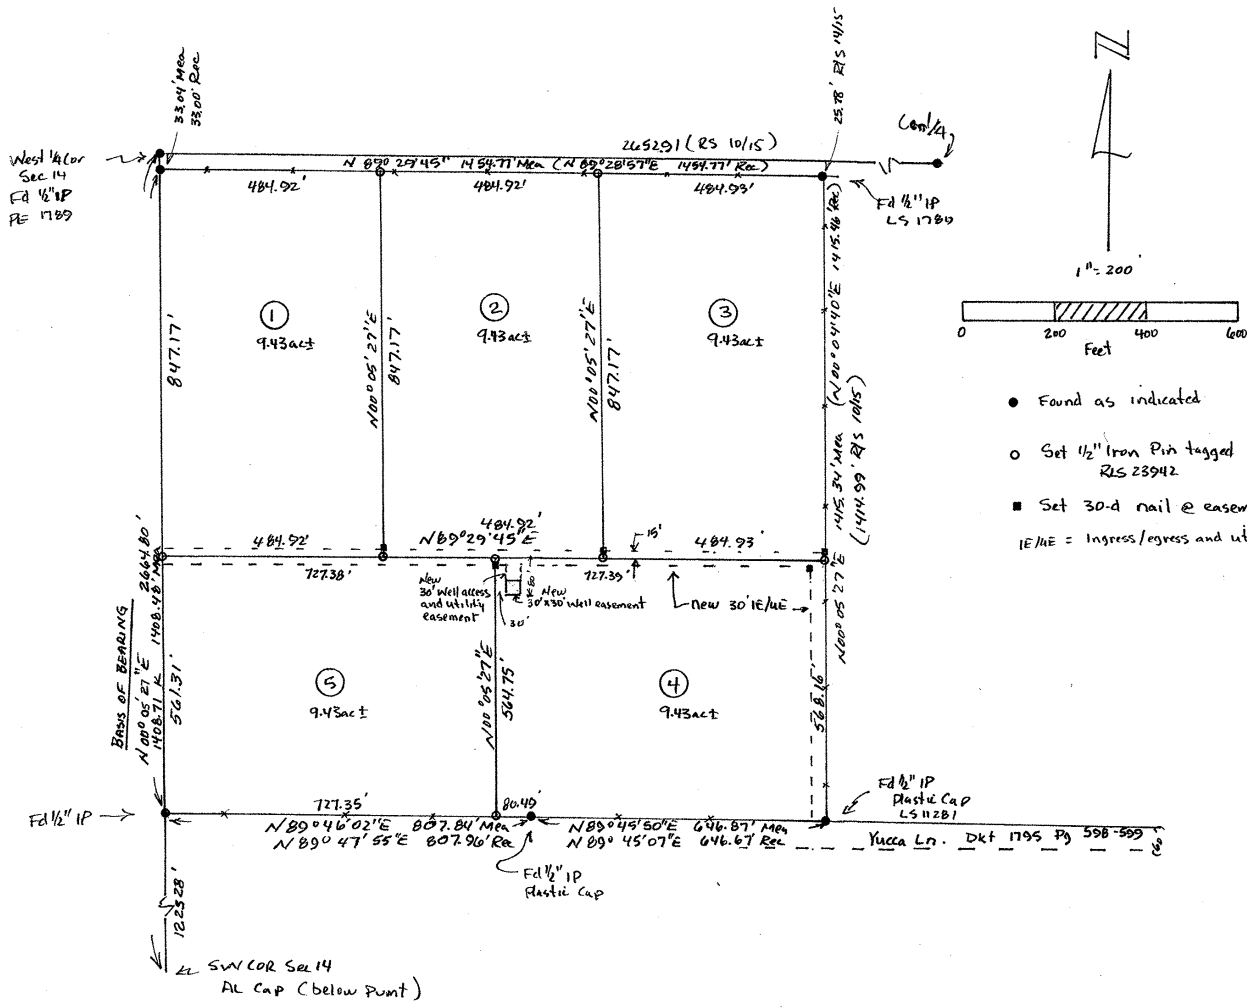 33.04' Mea
33.00' Rec
25.78' R/S 14/15
N
West 1/4 Cor
Sec 14
Fd 1/2" IP
PE 1789
2652.91 (RS 10/15)
Cen 1/4
N 89° 29' 45" 1454.77' Mea (N 89° 28' 57" E 1454.77' Rec)
484.92'
484.92'
484.93'
Fd 1/2" IP
LS 1789
1" = 200'
0 200 400 600
Feet
1
9.43 ac±
2
9.43 ac±
3
9.43 ac±
847.17'
N00° 05' 27" E
847.17'
N00° 05' 27" E
847.17'
1415.34' Mea (N 00° 04' 40" E 1415.46' Rec)
(1414.99' R/S 10/15)
N00° 05' 27" E
● Found as indicated
○ Set 1/2" Iron Pin tagged
RLS 23942
■ Set 30-d nail @ easem
IE/UE = Ingress/egress and ut
484.92'
484.92'
N89° 29' 45" E
15'
484.93'
727.38'
727.39'
New
30' Well access
and utility
easement
80'
New
30'x30' Well easement
30'
new 30' IE/UE
BASIS OF BEARING
N 00° 05' 27" E 2664.80'
1408.71 R 1408.48' Mea
561.31'
5
9.43 ac±
N00° 05' 27" E
564.75'
4
9.43 ac±
568.16'
Fd 1/2" IP
Plastic Cap
LS 11281
Fd 1/2" IP
727.35'
80.49'
N 89° 46' 02" E 807.84' Mea
N 89° 47' 55" E 807.96' Rec
N 89° 45' 50" E 646.87' Mea
N 89° 45' 07" E 646.67' Rec
Yucca Ln. Dkt 1795 Pg 598-599
60'
Fd 1/2" IP
Plastic Cap
1225.28'
SW COR Sec 14
AL Cap (below pvmt)